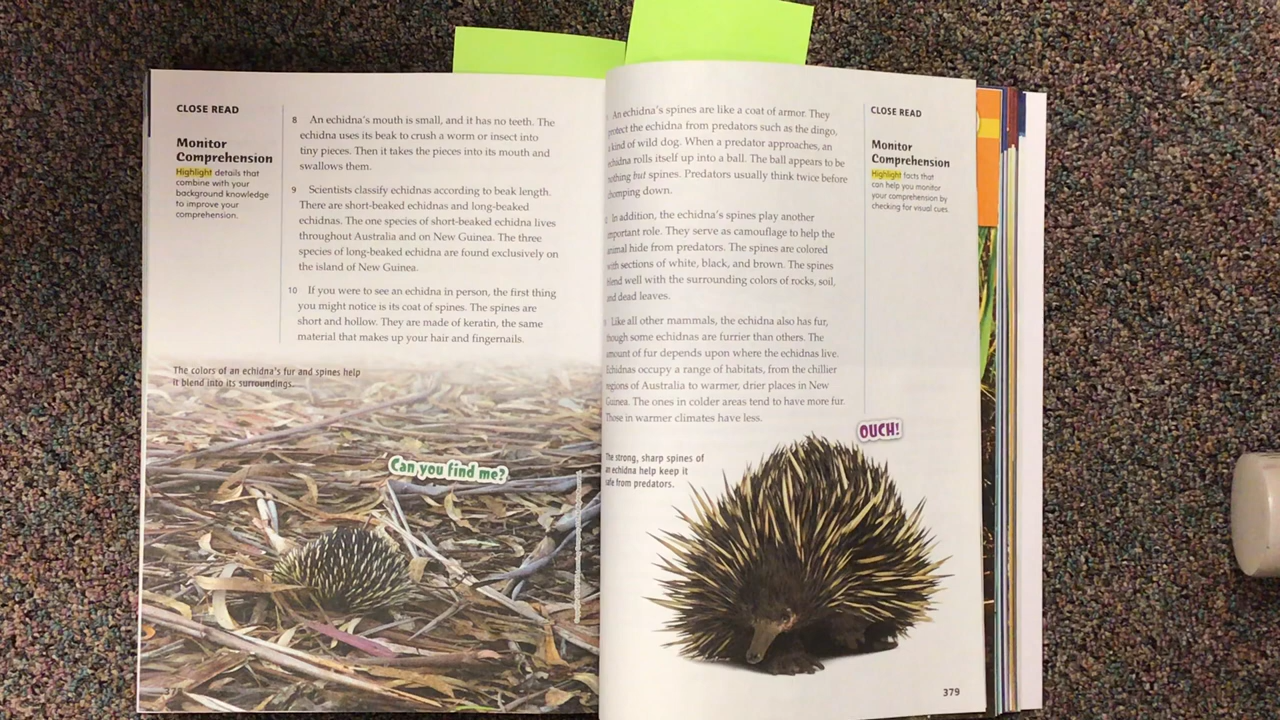 CLOSE READ
Monitor
Comprehension
Highlight details that
combine with your
background knowledge
to improve your
comprehension.
8 An echidna's mouth is small, and it has no teeth. The
echidna uses its beak to crush a worm or insect into
tiny pieces. Then it takes the pieces into its mouth and
swallows them.
9 Scientists classify echidnas according to beak length.
There are short-beaked echidnas and long-beaked
echidnas. The one species of short-beaked echidna lives
throughout Australia and on New Guinea. The three
species of long-beaked echidna are found exclusively on
the island of New Guinea.
10 If you were to see an echidna in person, the first thing
you might notice is its coat of spines. The spines are
short and hollow. They are made of keratin, the same
material that makes up your hair and fingernails.
The colors of an echidna's fur and spines help
it blend into its surroundings.
Can you find me?
An echidna's spines are like a coat of armor. They
protect the echidna from predators such as the dingo,
a kind of wild dog. When a predator approaches, an
echidna rolls itself up into a ball. The ball appears to be
nothing but spines. Predators usually think twice before
chomping down.
In addition, the echidna's spines play another
important role. They serve as camouflage to help the
animal hide from predators. The spines are colored
with sections of white, black, and brown. The spines
blend well with the surrounding colors of rocks, soil,
and dead leaves.
Like all other mammals, the echidna also has fur,
though some echidnas are furrier than others. The
amount of fur depends upon where the echidnas live.
Echidnas occupy a range of habitats, from the chillier
regions of Australia to warmer, drier places in New
Guinea. The ones in colder areas tend to have more fur.
Those in warmer climates have less.
CLOSE READ
Monitor
Comprehension
Highlight facts that
can help you monitor
your comprehension by
checking for visual cues.
OUCH!
The strong, sharp spines of
an echidna help keep it
safe from predators.
379